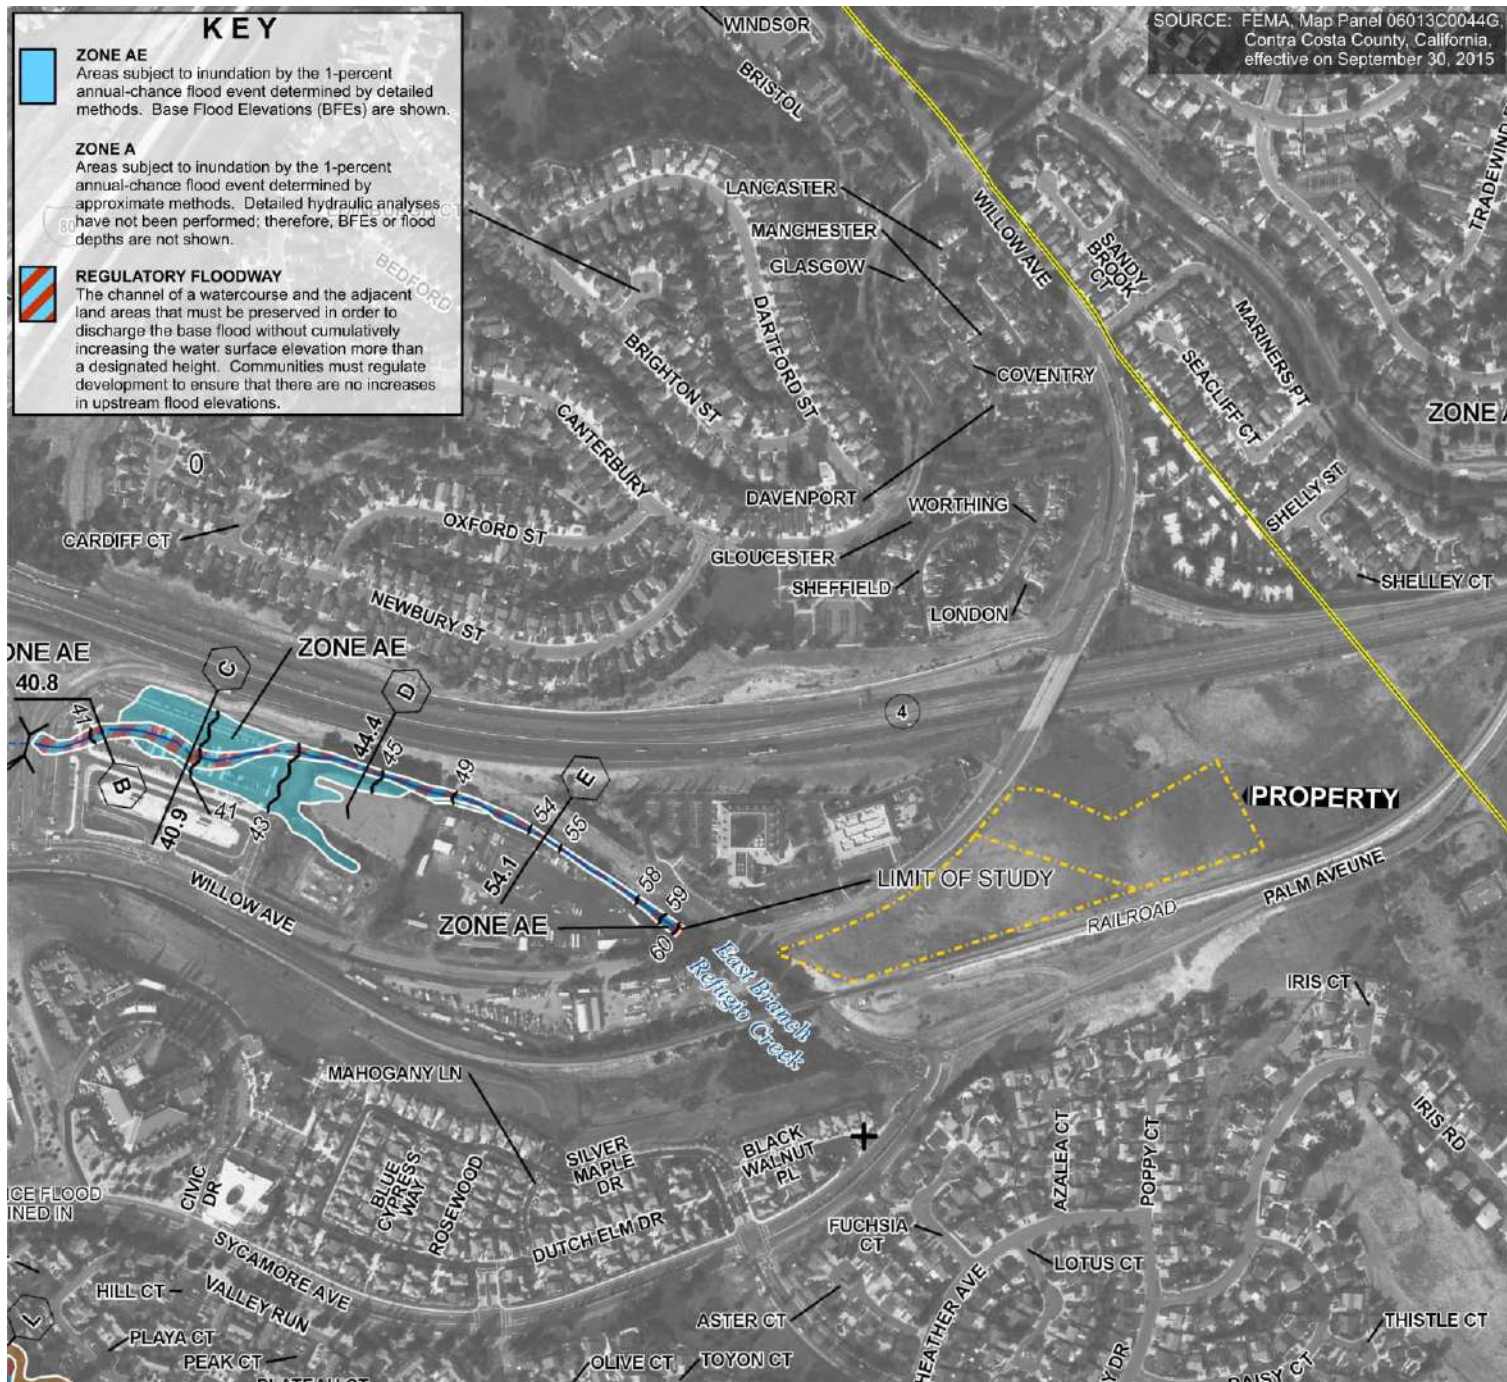 KEY
ZONE AE
Areas subject to inundation by the 1-percent
annual-chance flood event determined by detailed
methods. Base Flood Elevations (BFEs) are shown.
ZONE A
Areas subject to inundation by the 1-percent
annual-chance flood event determined by
approximate methods. Detailed hydraulic analyses
have not been performed; therefore, BFEs or flood
depths are not shown.
80
BEDFORD
REGULATORY FLOODWAY
The channel of a watercourse and the adjacent
land areas that must be preserved in order to
discharge the base flood without cumulatively
increasing the water surface elevation more than
a designated height. Communities must regulate
development to ensure that there are no increases
in upstream flood elevations.
SOURCE: FEMA, Map Panel 06013C0044G,
Contra Costa County, California,
effective on September 30, 2015
WINDSOR
BRISTOL
TRADEWIND
LANCASTER
MANCHESTER
GLASGOW
WILLOW AVE
SANDY
BROOK
CT
MARINERS PT
SEACLIFF CT
DARTFORD ST
BRIGHTON ST
COVENTRY
CANTERBURY
ZONE A
0
DAVENPORT
WORTHING
SHELLY ST
OXFORD ST
CARDIFF CT
GLOUCESTER
SHEFFIELD
SHELLEY CT
NEWBURY ST
LONDON
ONE AE
40.8
ZONE AE
C
D
4
41
44.4
45
B
40.9
41
43
49
E
54
55
54.1
PROPERTY
58
59
LIMIT OF STUDY
PALM AVEUNE
WILLOW AVE
ZONE AE
60
RAILROAD
East Branch
Refugio Creek
IRIS CT
MAHOGANY LN
IRIS RD
SILVER
MAPLE
DR
BLACK
WALNUT
PL
AZALEA CT
POPPY CT
CIVIC
DR
BLUE
CYPRESS
WAY
ROSEWOOD
CE FLOOD
INED IN
DUTCH ELM DR
FUCHSIA
CT
SYCAMORE AVE
LOTUS CT
HILL CT
VALLEY RUN
HEATHER AVE
ASTER CT
THISTLE CT
L
PLAYA CT
PEAK CT
OLIVE CT
TOYON CT
Y DR
DAISY CT
PLATEAU CT